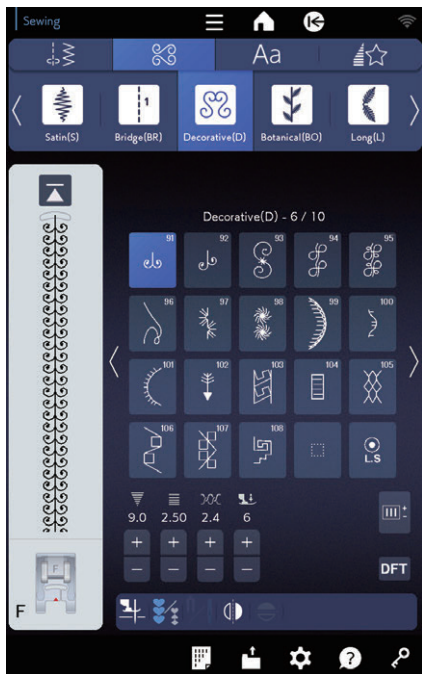 Sewing
Aa
1
Satin(S) Bridge(BR) Decorative(D) Botanical(BO) Long(L)
Decorative(D) - 6 / 10
91 92 93 94 95
96 97 98 99 100
101 102 103 104 105
106 107 108
L.S
9.0 2.50 2.4 6
+ + + +
− − − −
DFT
F
F
?